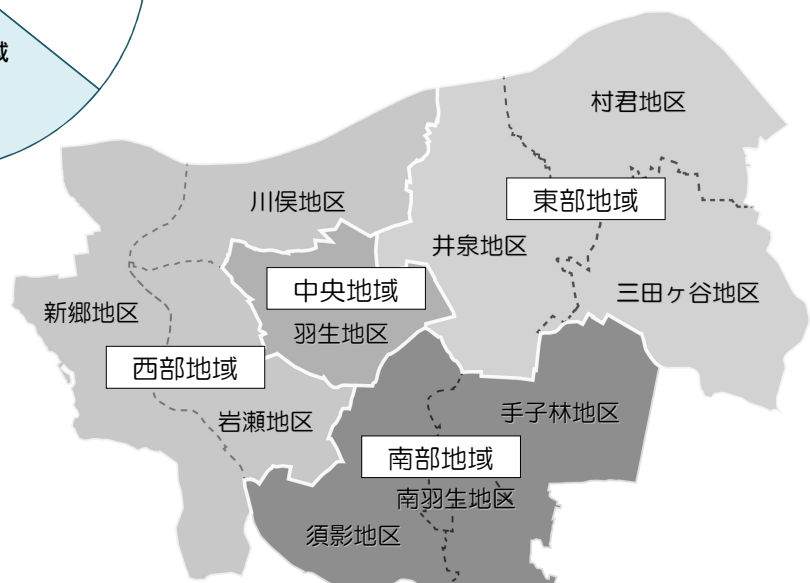 域
村君地区
川俣地区
東部地域
井泉地区
中央地域
三田ヶ谷地区
新郷地区
羽生地区
西部地域
手子林地区
岩瀬地区
南部地域
南羽生地区
須影地区